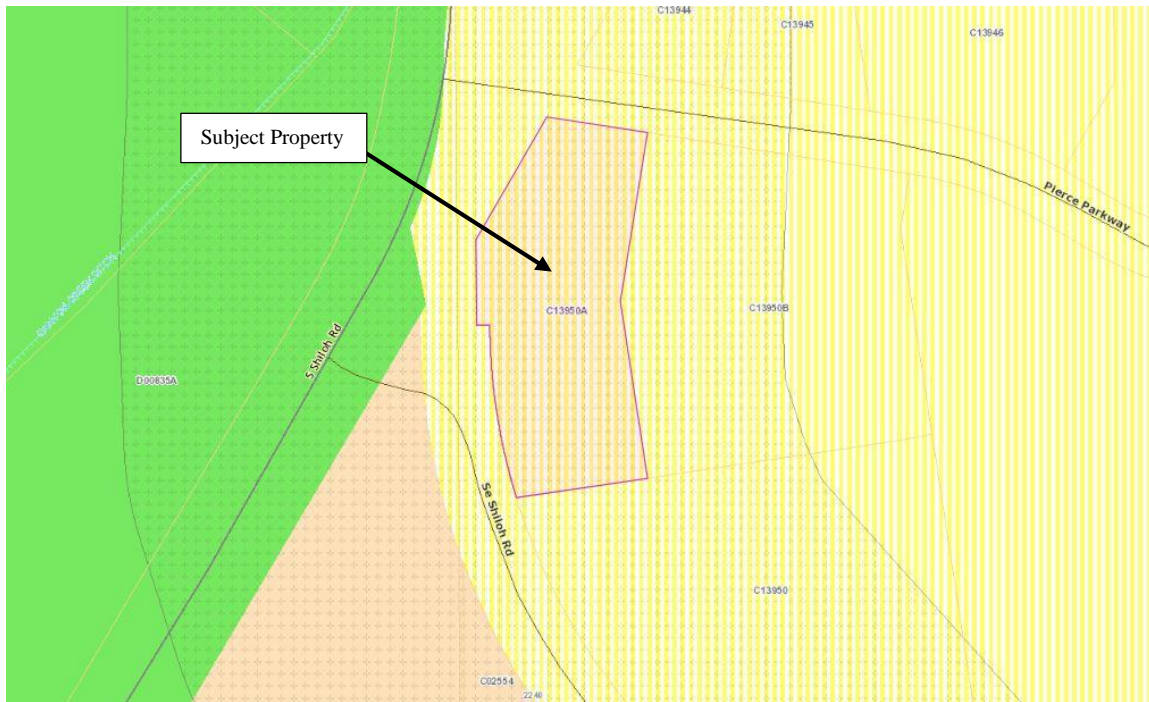 C13944
C13945
C13946
Subject Property
Pierce Parkway
C13950A
C13950B
S Shiloh Rd
D00835A
Se Shiloh Rd
C13950
C02554
2240